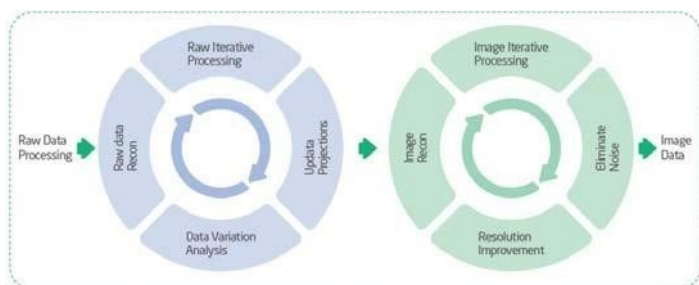 Raw Data
Processing
Raw Iterative
Processing
Raw data
Recon
Updata
Projections
Data Variation
Analysis
Image Iterative
Processing
Image
Recon
Eliminate
Noise
Resolution
Improvement
Image
Data